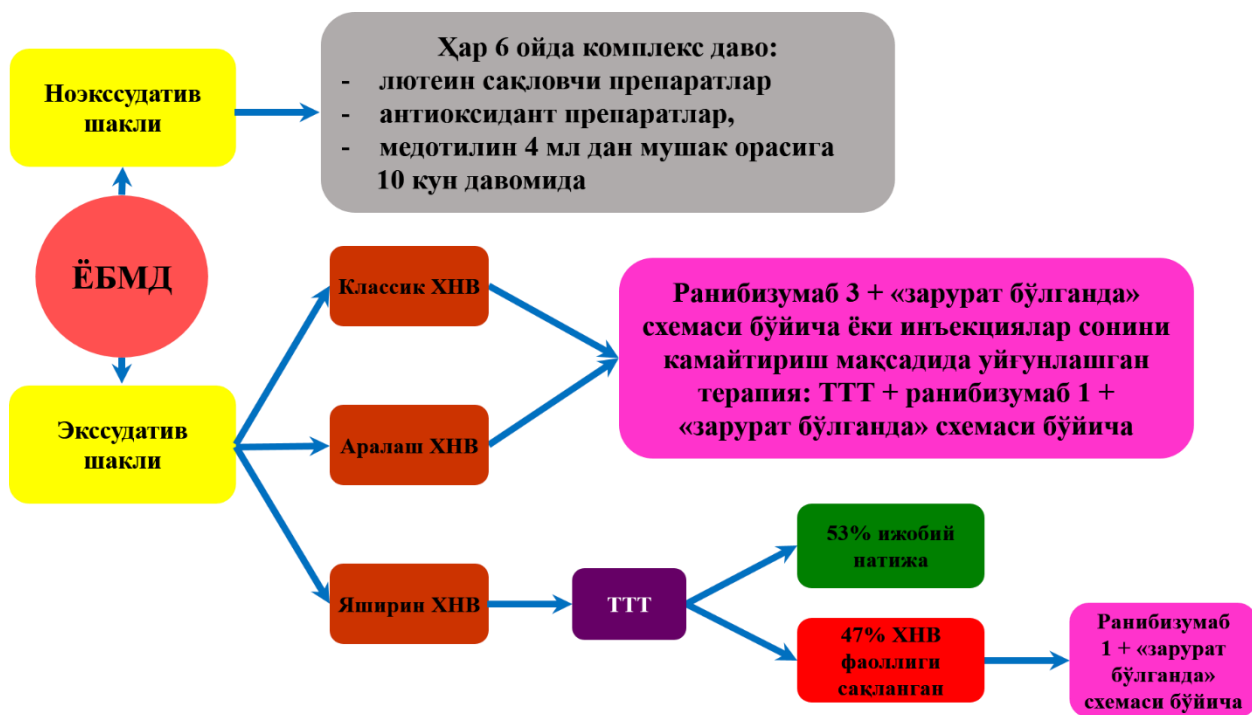 Ноэкссудатив
шакли
Ҳар 6 ойда комплекс даво:
- лютеин сақловчи препаратлар
- антиоксидант препаратлар,
- медотилин 4 мл дан мушак орасига
10 кун давомида
ЁБМД
Экссудатив
шакли
Классик ХНВ
Аралаш ХНВ
Яширин ХНВ
Ранибизумаб 3 + «зарурат бўлганда»
схемаси бўйича ёки инъекциялар сонини
камайтириш мақсадида уйғунлашган
терапия: ТТТ + ранибизумаб 1 +
«зарурат бўлганда» схемаси бўйича
ТТТ
53% ижобий
натижа
47% ХНВ
фаоллиги
сақланган
Ранибизумаб
1 + «зарурат
бўлганда»
схемаси бўйича